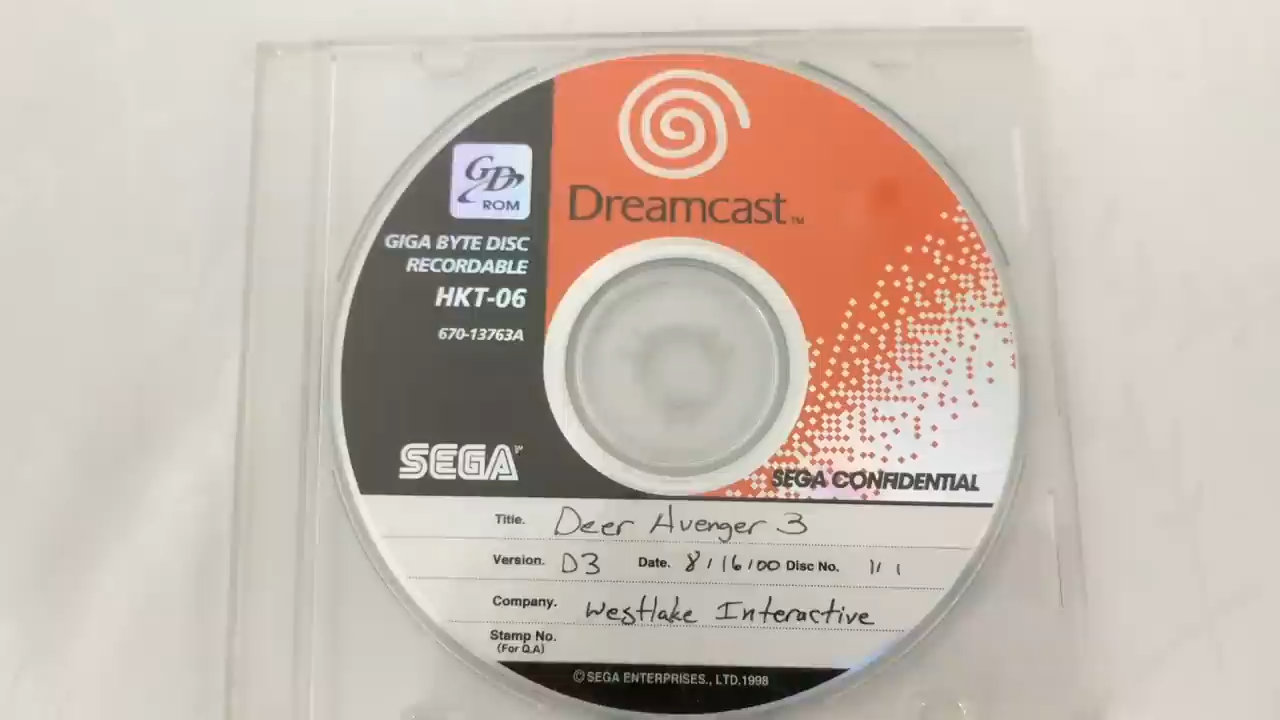 GD
ROM
Dreamcast™
GIGA BYTE DISC
RECORDABLE
HKT-06
670-13763A
SEGA™
SEGA CONFIDENTIAL
Title. Deer Avenger 3
Version. D3 Date. 8/16/00 Disc No. 1/1
Company. Westlake Interactive
Stamp No.
(For Q.A)
©SEGA ENTERPRISES., LTD.1998